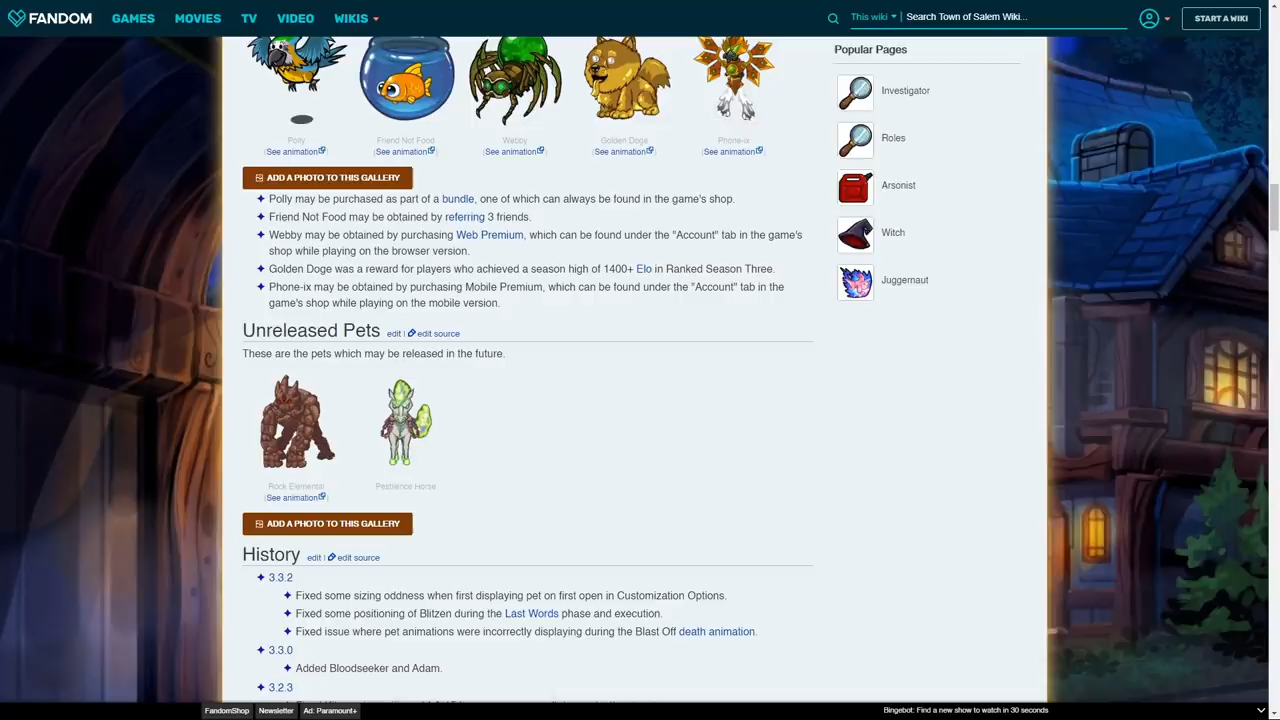 FANDOM GAMES MOVIES TV VIDEO WIKIS This wiki Search Town of Salem Wiki... START A WIKI
Polly Friend Not Food Webby Golden Doge Phone-ix
(See animation) (See animation) (See animation) (See animation) (See animation)
ADD A PHOTO TO THIS GALLERY
Polly may be purchased as part of a bundle, one of which can always be found in the game's shop.
Friend Not Food may be obtained by referring 3 friends.
Webby may be obtained by purchasing Web Premium, which can be found under the "Account" tab in the game's
shop while playing on the browser version.
Golden Doge was a reward for players who achieved a season high of 1400+ Elo in Ranked Season Three.
Phone-ix may be obtained by purchasing Mobile Premium, which can be found under the "Account" tab in the
game's shop while playing on the mobile version.
Unreleased Pets edit | edit source
These are the pets which may be released in the future.
Rock Elemental Pestilence Horse
(See animation)
ADD A PHOTO TO THIS GALLERY
History edit | edit source
3.3.2
Fixed some sizing oddness when first displaying pet on first open in Customization Options.
Fixed some positioning of Blitzen during the Last Words phase and execution.
Fixed issue where pet animations were incorrectly displaying during the Blast Off death animation.
3.3.0
Added Bloodseeker and Adam.
3.2.3
Popular Pages
Investigator
Roles
Arsonist
Witch
Juggernaut
FandomShop Newsletter Ad: Paramount+ Bingebot: Find a new show to watch in 30 seconds